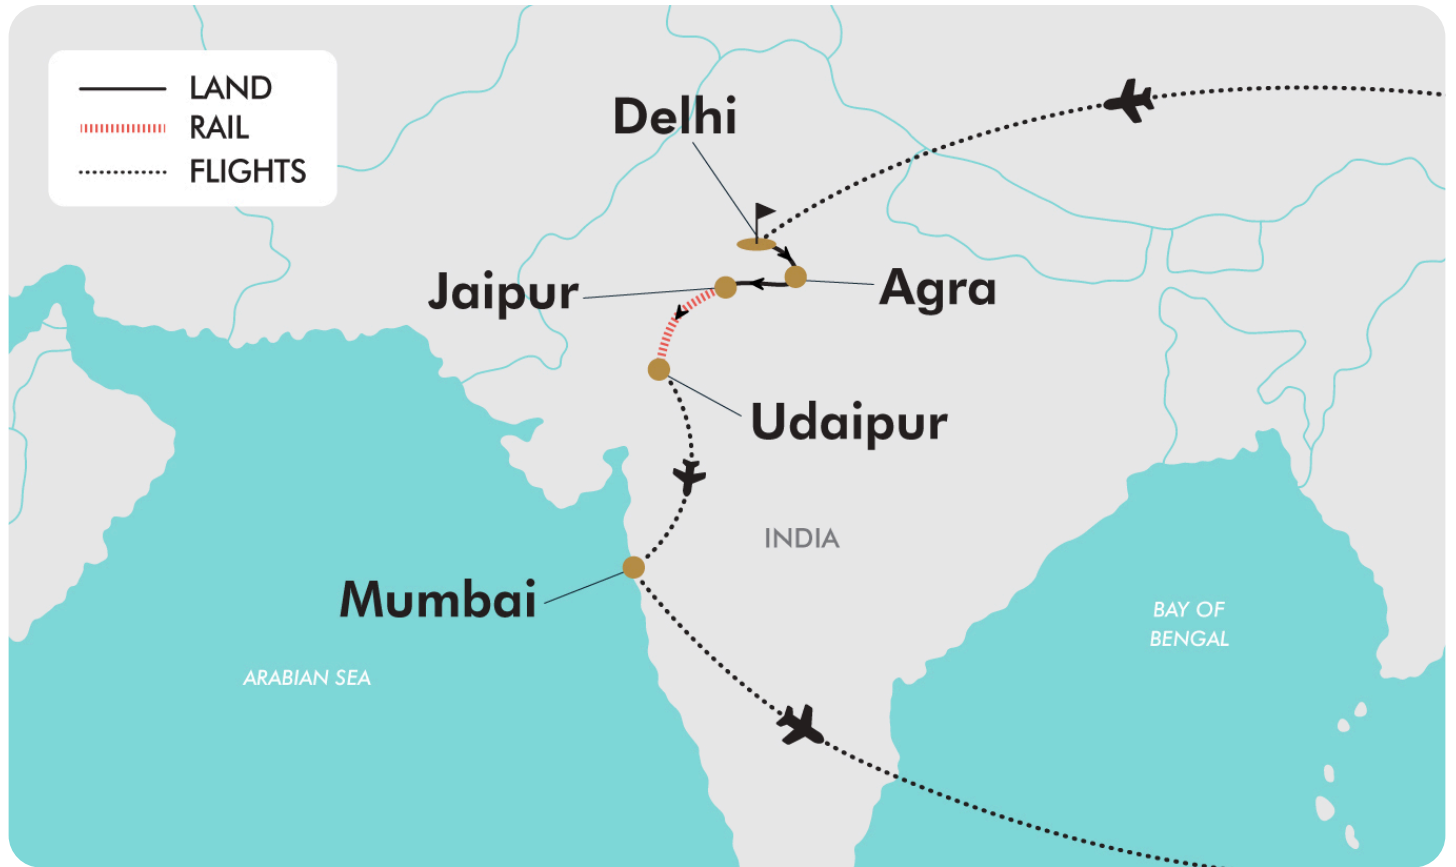 LAND
RAIL
FLIGHTS
Delhi
Jaipur
Agra
Udaipur
INDIA
Mumbai
BAY OF
BENGAL
ARABIAN SEA